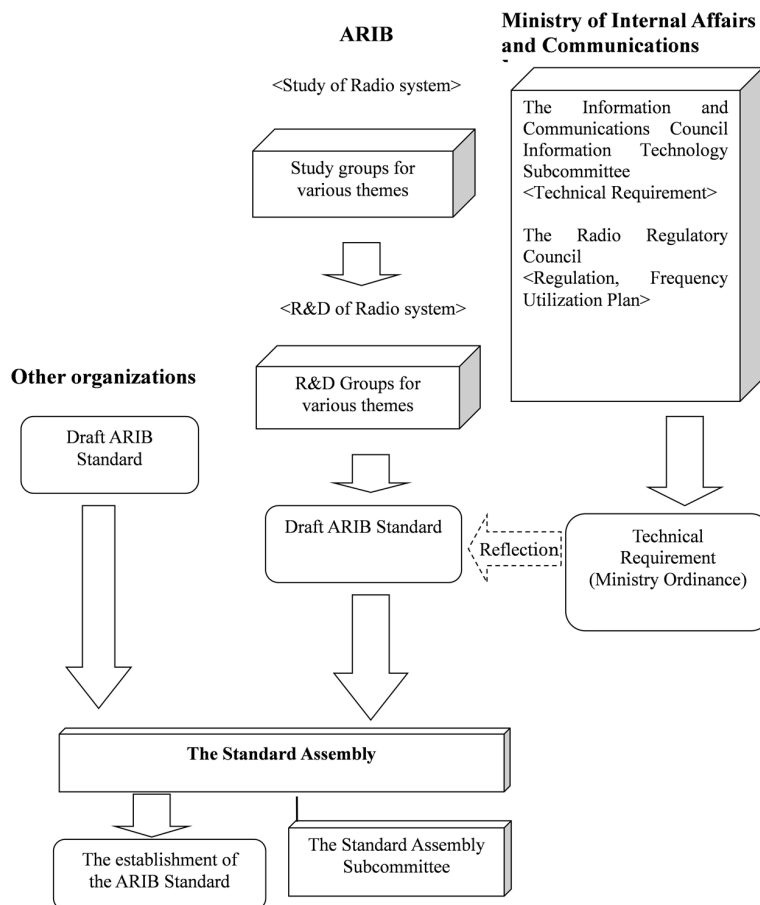 ARIB
<Study of Radio system>
Study groups for
various themes
<R&D of Radio system>
R&D Groups for
various themes
Draft ARIB Standard
Ministry of Internal Affairs
and Communications
The Information and
Communications Council
Information Technology
Subcommittee
<Technical Requirement>
The Radio Regulatory
Council
<Regulation, Frequency
Utilization Plan>
Technical
Requirement
(Ministry Ordinance)
Reflection
Other organizations
Draft ARIB
Standard
The Standard Assembly
The establishment of
the ARIB Standard
The Standard Assembly
Subcommittee